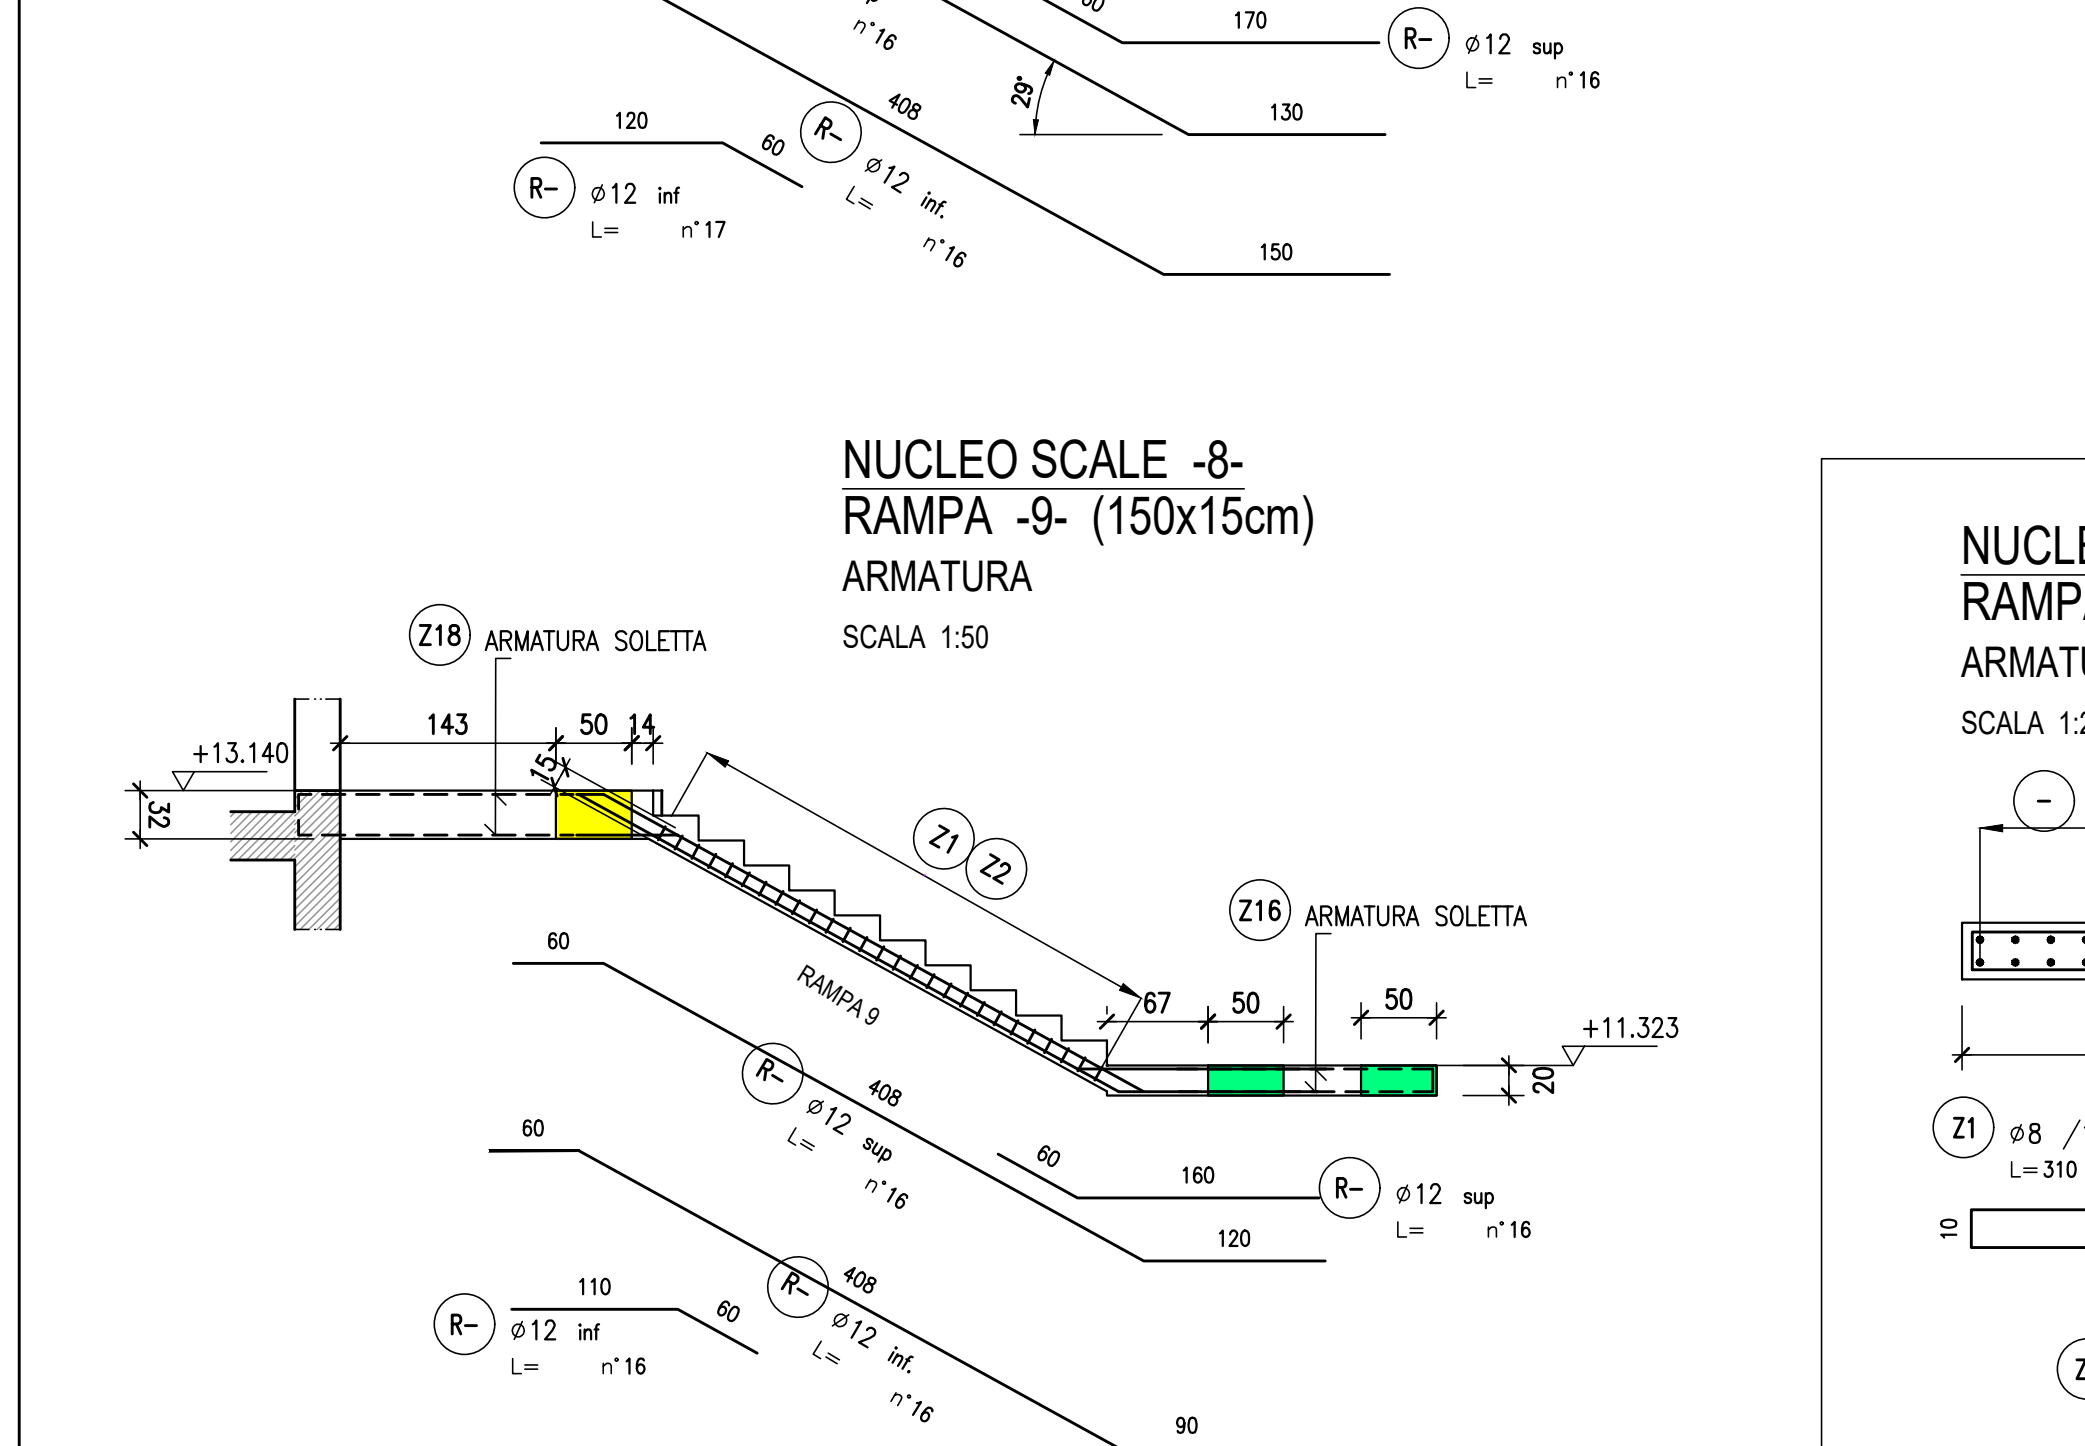 n°16
170
R-
ø12 sup
L= n°16
29°
130
408
120
60
R-
ø12 inf.
L=
n°16
R-
ø12 inf
L= n°17
150
NUCLEO SCALE -8-
RAMPA -9- (150x15cm)
ARMATURA
SCALA 1:50
Z18 ARMATURA SOLETTA
143
50
14
+13.140
15
32
Z1
Z2
Z16 ARMATURA SOLETTA
RAMPA 9
67
50
50
+11.323
20
60
R-
408
ø12 sup
L=
n°16
60
160
R-
ø12 sup
L= n°16
120
60
R-
408
ø12 inf.
L=
n°16
90
110
60
R-
ø12 inf
L= n°16
SCALA
-
Z1
ø8
L=310
10